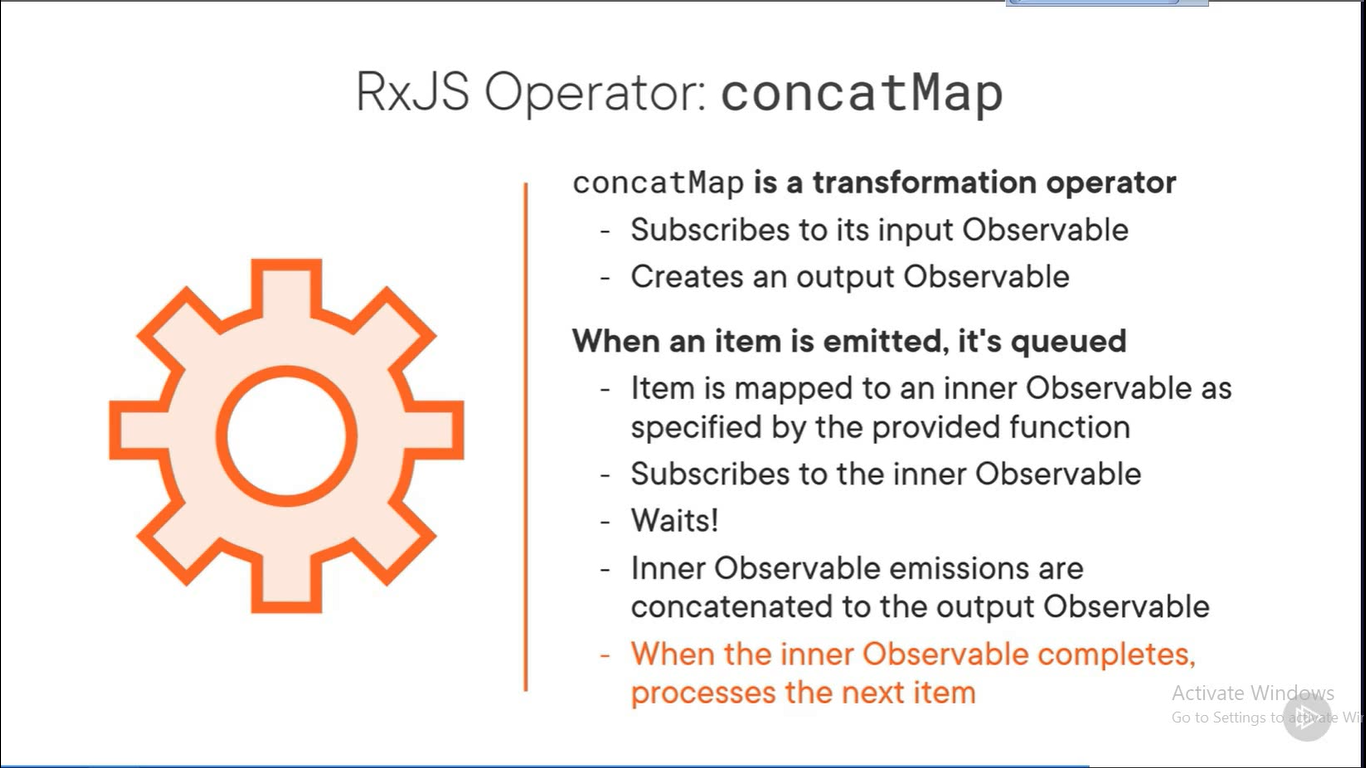 RxJS Operator: concatMap
concatMap is a transformation operator
- Subscribes to its input Observable
- Creates an output Observable
When an item is emitted, it's queued
- Item is mapped to an inner Observable as
specified by the provided function
- Subscribes to the inner Observable
- Waits!
- Inner Observable emissions are
concatenated to the output Observable
- When the inner Observable completes,
processes the next item
Activate Windows
Go to Settings to activate